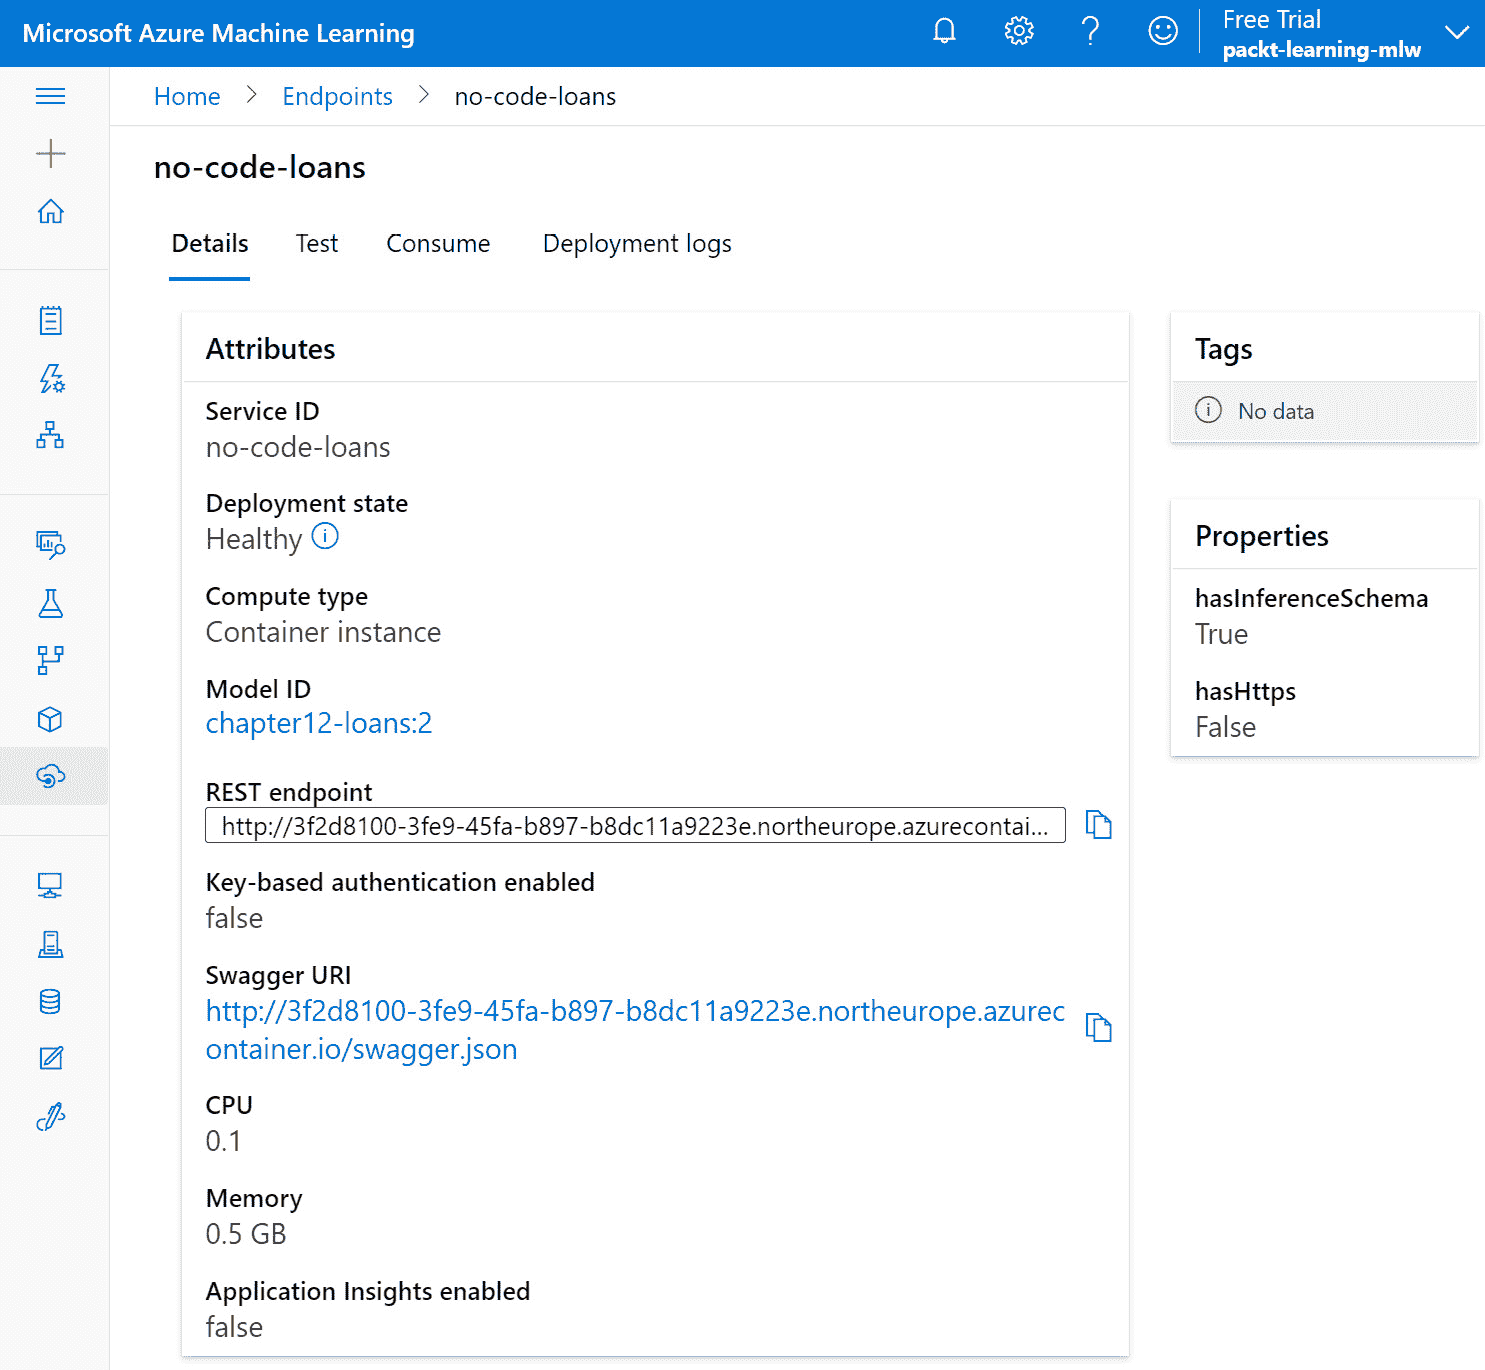 Microsoft Azure Machine Learning
Free Trial
packt-learning-mlw
Home > Endpoints > no-code-loans
no-code-loans
Details Test Consume Deployment logs
Attributes
Service ID
no-code-loans
Deployment state
Healthy
Compute type
Container instance
Model ID
chapter12-loans:2
REST endpoint
http://3f2d8100-3fe9-45fa-b897-b8dc11a9223e.northeurope.azurecontai...
Key-based authentication enabled
false
Swagger URI
http://3f2d8100-3fe9-45fa-b897-b8dc11a9223e.northeurope.azurec
ontainer.io/swagger.json
CPU
0.1
Memory
0.5 GB
Application Insights enabled
false
Tags
No data
Properties
hasInferenceSchema
True
hasHttps
False